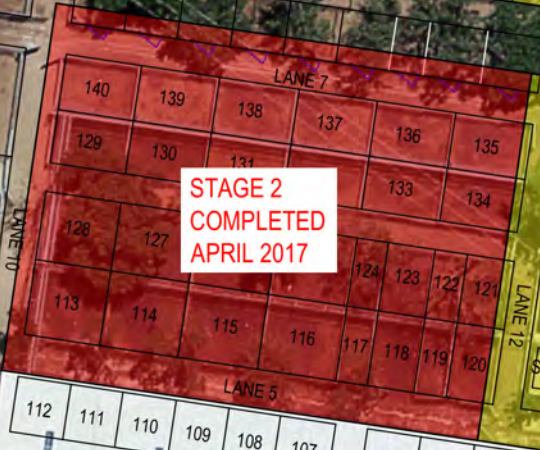 LANE 7
140 139 138 137 136 135
129 130 131 133 134
STAGE 2
COMPLETED
APRIL 2017
LANE 10
128 127 124 123 122 121
LANE 12
113 114 115 116 117 118 119 120
LANE 5
112 111 110 109 108 107